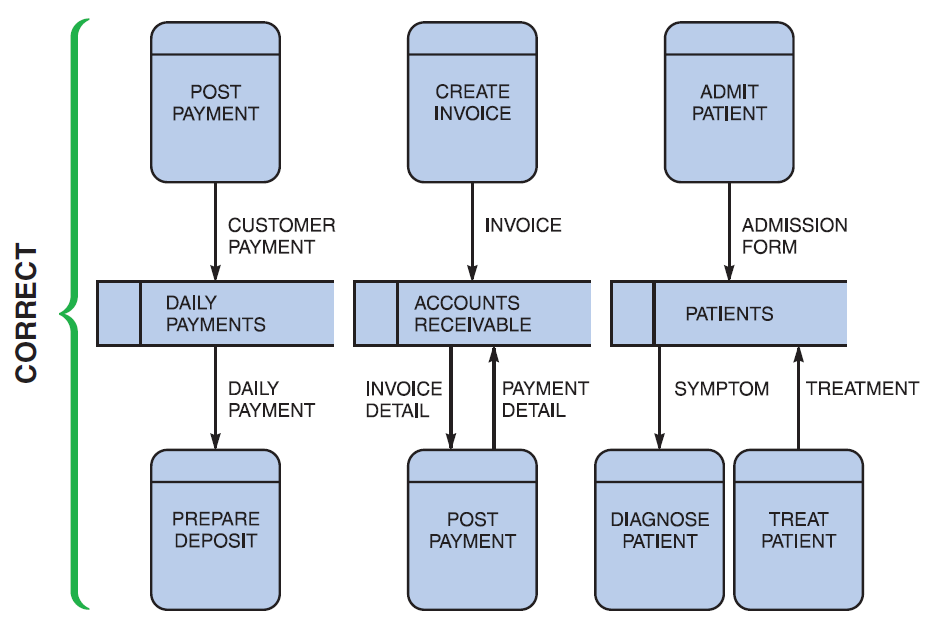 CORRECT
POST
PAYMENT
CREATE
INVOICE
ADMIT
PATIENT
CUSTOMER
PAYMENT
INVOICE
ADMISSION
FORM
DAILY
PAYMENTS
ACCOUNTS
RECEIVABLE
PATIENTS
DAILY
PAYMENT
INVOICE
DETAIL
PAYMENT
DETAIL
SYMPTOM
TREATMENT
PREPARE
DEPOSIT
POST
PAYMENT
DIAGNOSE
PATIENT
TREAT
PATIENT